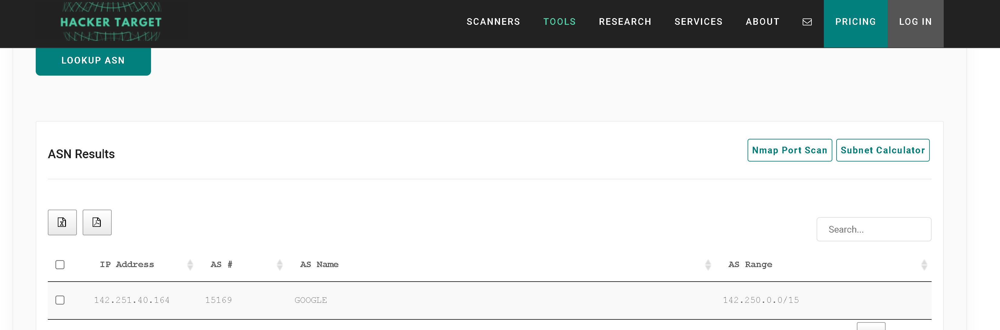 HACKER TARGET
SCANNERS TOOLS RESEARCH SERVICES ABOUT PRICING LOG IN
LOOKUP ASN
ASN Results
Nmap Port Scan Subnet Calculator
Search...
IP Address AS # AS Name AS Range
142.251.40.164 15169 GOOGLE 142.250.0.0/15